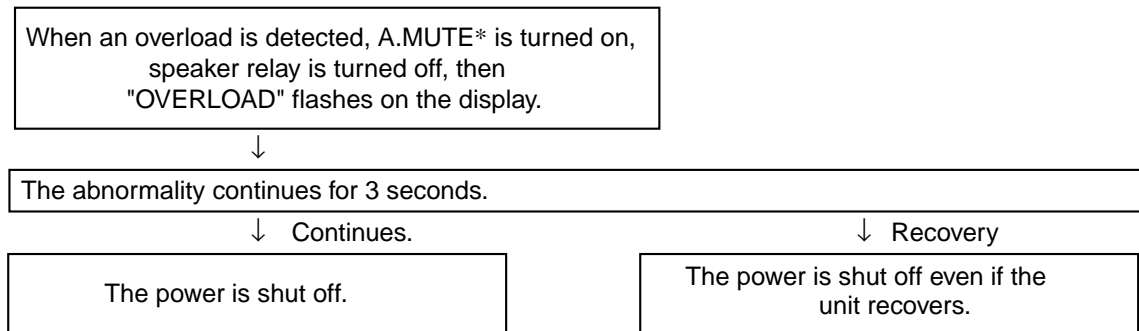 When an overload is detected, A.MUTE* is turned on,
speaker relay is turned off, then
"OVERLOAD" flashes on the display.
↓
The abnormality continues for 3 seconds.
↓ Continues.
↓ Recovery
The power is shut off.
The power is shut off even if the
unit recovers.